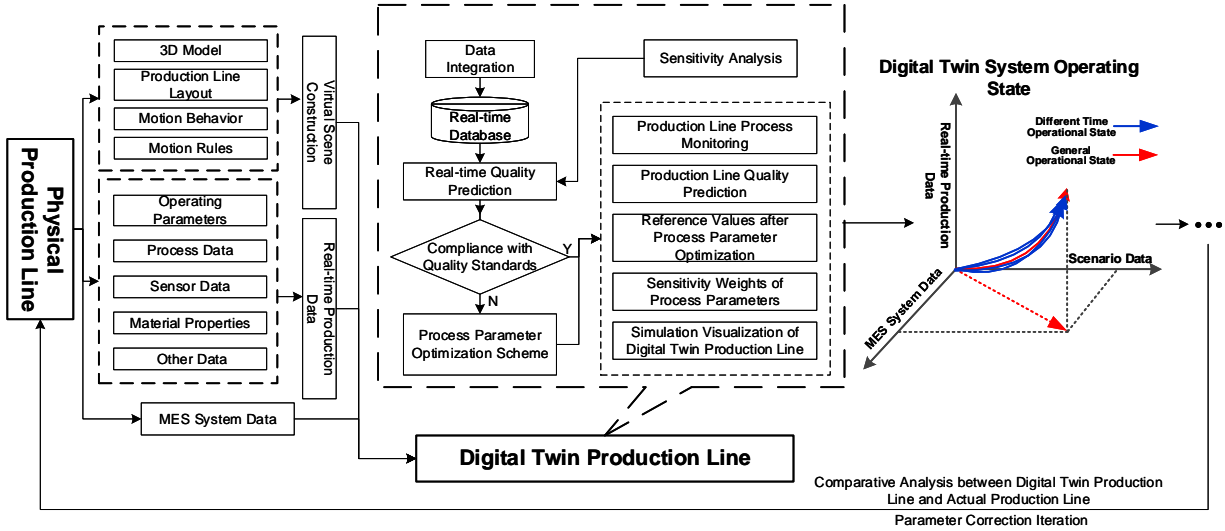 Physical
Production Line
3D Model
Production Line
Layout
Motion Behavior
Motion Rules
Operating
Parameters
Process Data
Sensor Data
Material Properties
Other Data
MES System Data
Virtual Scene
Construction
Real-time Production
Data
Data
Integration
Real-time
Database
Real-time Quality
Prediction
Compliance with
Quality Standards
Y
N
Process Parameter
Optimization Scheme
Sensitivity Analysis
Production Line Process
Monitoring
Production Line Quality
Prediction
Reference Values after
Process Parameter
Optimization
Sensitivity Weights of
Process Parameters
Simulation Visualization of
Digital Twin Production Line
Digital Twin Production Line
Digital Twin System Operating
State
Different Time
Operational State
General
Operational State
Real-time Production
Data
Scenario Data
MES System Data
Comparative Analysis between Digital Twin Production
Line and Actual Production Line
Parameter Correction Iteration